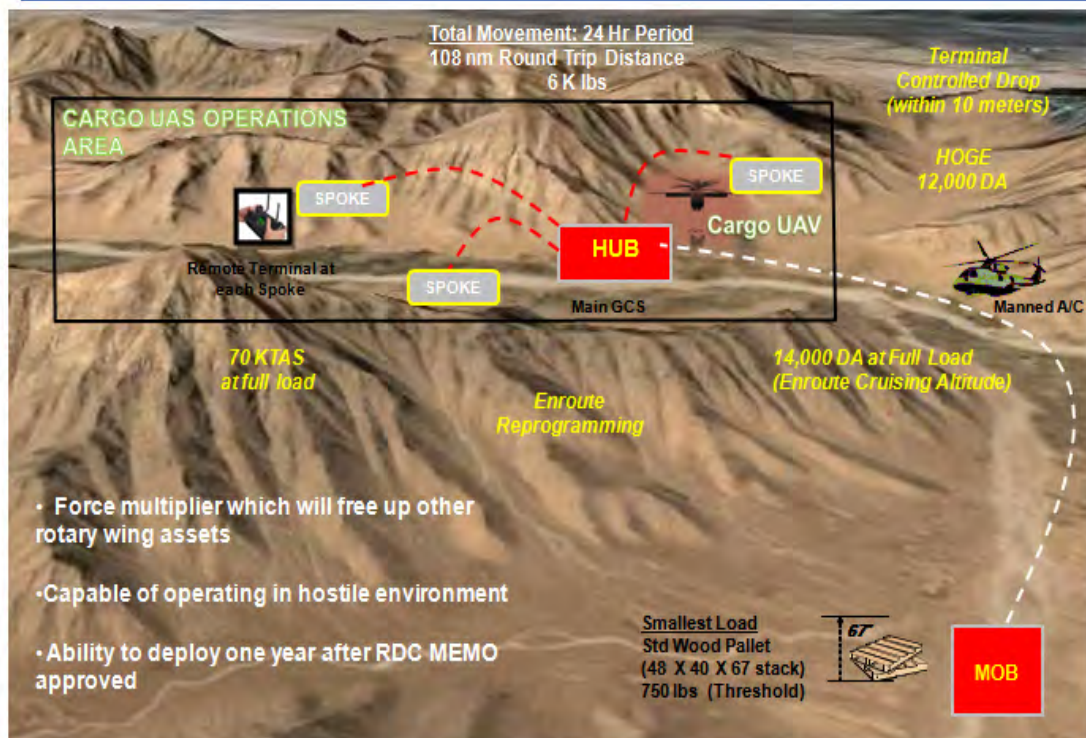 Total Movement: 24 Hr Period
108 nm Round Trip Distance
6 K lbs
Terminal
Controlled Drop
(within 10 meters)
CARGO UAS OPERATIONS
AREA
HOGE
12,000 DA
SPOKE
SPOKE
Cargo UAV
HUB
Remote Terminal at
each Spoke
SPOKE
Main GCS
Manned A/C
70 KTAS
at full load
14,000 DA at Full Load
(Enroute Cruising Altitude)
Enroute
Reprogramming
• Force multiplier which will free up other
rotary wing assets
•Capable of operating in hostile environment
• Ability to deploy one year after RDC MEMO
approved
Smallest Load
Std Wood Pallet
(48 X 40 X 67 stack)
750 lbs (Threshold)
67"
MOB